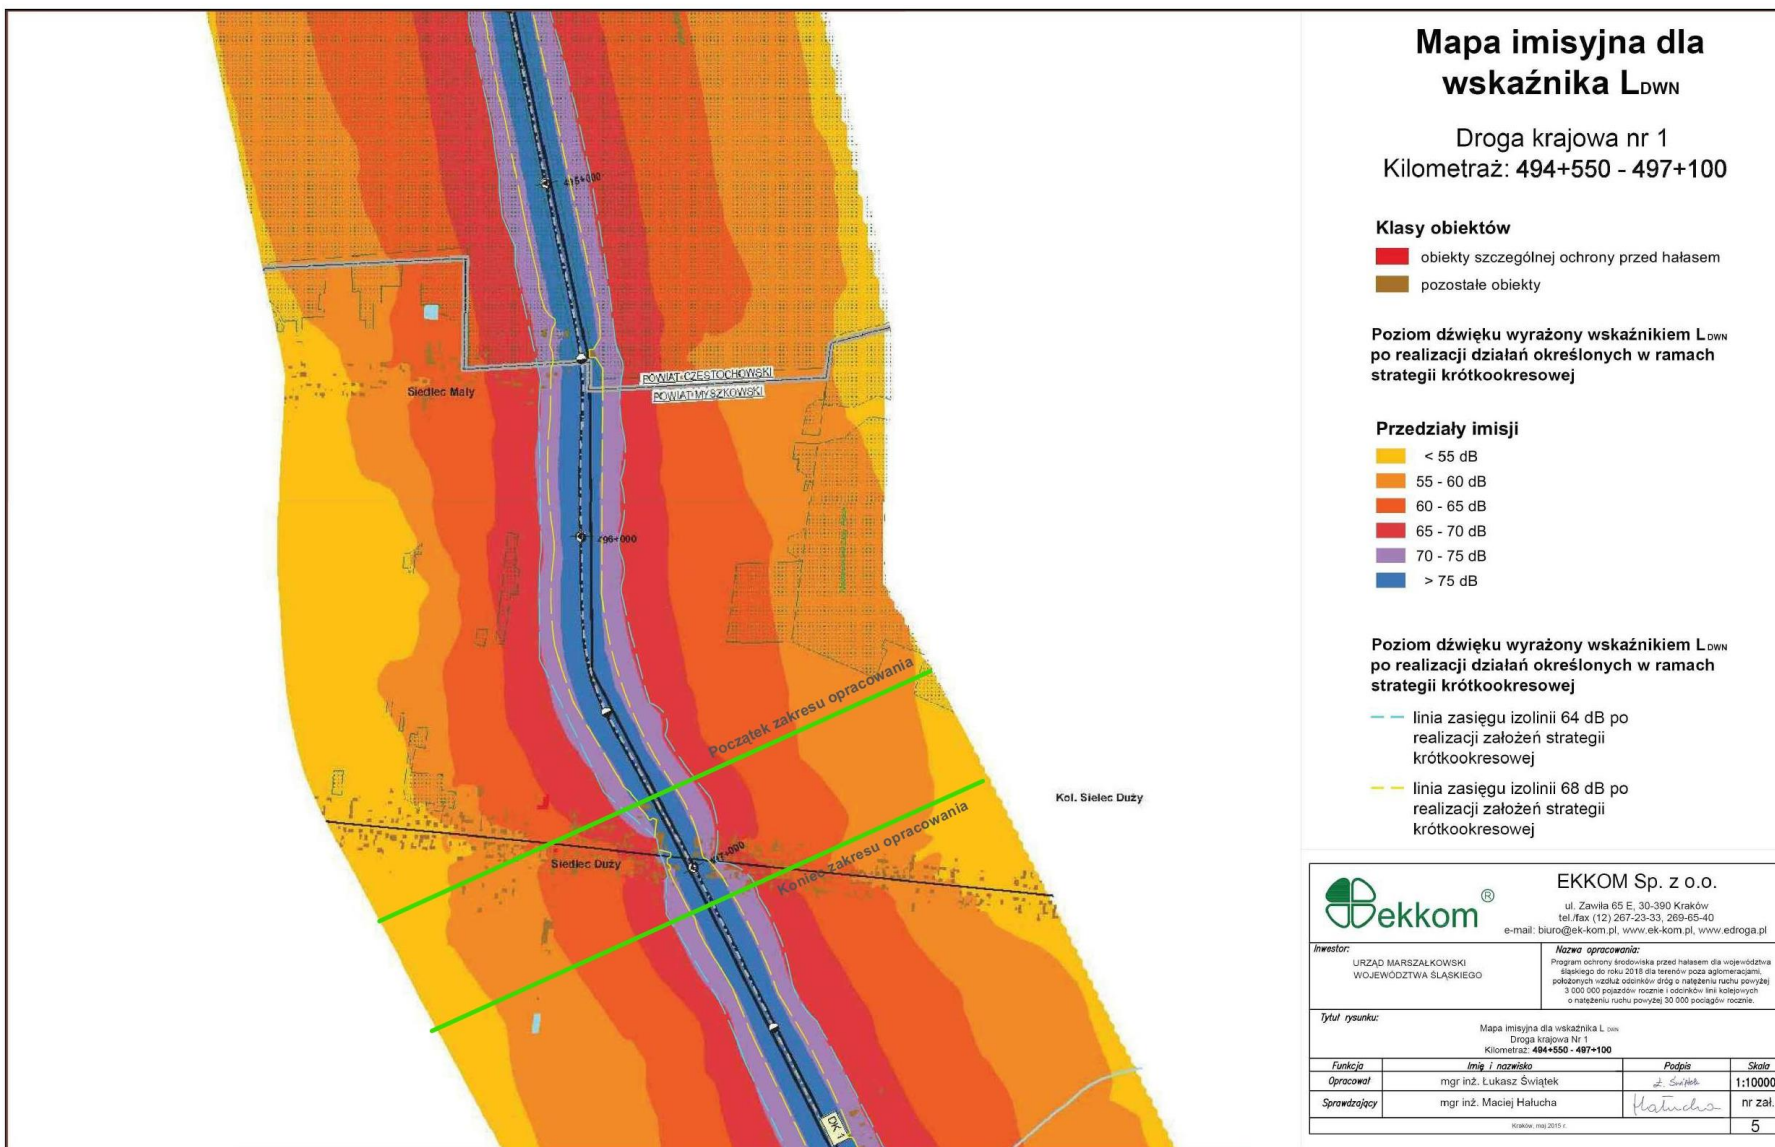 Mapa imisyjna dla
wskaźnika LDWN
Droga krajowa nr 1
Kilometraż: 494+550 - 497+100
Klasy obiektów
obiekty szczególnej ochrony przed hałasem
pozostałe obiekty
Poziom dźwięku wyrażony wskaźnikiem LDWN
po realizacji działań określonych w ramach
strategii krótkookresowej
Przedziały imisji
< 55 dB
55 - 60 dB
60 - 65 dB
65 - 70 dB
70 - 75 dB
> 75 dB
Poziom dźwięku wyrażony wskaźnikiem LDWN
po realizacji działań określonych w ramach
strategii krótkookresowej
linia zasięgu izolinii 64 dB po
realizacji założeń strategii
krótkookresowej
linia zasięgu izolinii 68 dB po
realizacji założeń strategii
krótkookresowej
POWIAT CZĘSTOCHOWSKI
POWIAT MYSZKOWSKI
Siedlec Mały
496+000
Początek zakresu opracowania
Kol. Sielec Duży
Siedlec Duży
Koniec zakresu opracowania
DK 1
ekkom ®
EKKOM Sp. z o.o.
ul. Zawiła 65 E, 30-390 Kraków
tel./fax (12) 267-23-33, 269-65-40
e-mail: biuro@ek-kom.pl, www.ek-kom.pl, www.edroga.pl
Inwestor:
URZĄD MARSZAŁKOWSKI
WOJEWÓDZTWA ŚLĄSKIEGO
Nazwa opracowania:
Program ochrony środowiska przed hałasem dla województwa
śląskiego do roku 2018 dla terenów poza aglomeracjami,
położonych wzdłuż odcinków dróg o natężeniu ruchu powyżej
3 000 000 pojazdów rocznie i odcinków linii kolejowych
o natężeniu ruchu powyżej 30 000 pociągów rocznie.
Tytuł rysunku:
Mapa imisyjna dla wskaźnika L DWN
Droga krajowa Nr 1
Kilometraż: 494+550 - 497+100
Funkcja Imię i nazwisko Podpis Skala
Opracował mgr inż. Łukasz Świątek Ł. Świątek 1:10000
Sprawdzający mgr inż. Maciej Hałucha Hałucha nr zał.
Kraków, maj 2015 r. 5